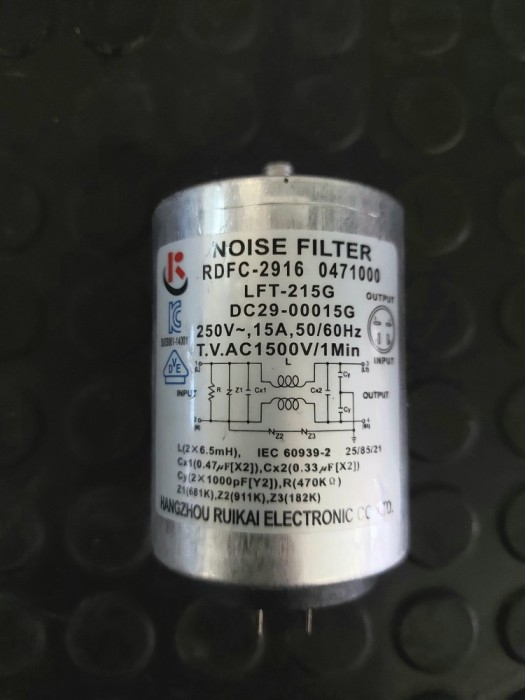 NOISE FILTER
RDFC-2916 0471000
LFT-215G
DC29-00015G
OUTPUT
250V~,15A,50/60Hz
T.V.AC1500V/1Min
INPUT
L
R Z1 Cx1 Cx2 Cy
INPUT OUTPUT
Cy
Z2 Z3
L(2×6.5mH), IEC 60939-2 25/85/21
Cx1(0.47μF[X2]),Cx2(0.33μF[X2])
Cy(2×1000pF[Y2]),R(470KΩ)
Z1(681K),Z2(911K),Z3(182K)
HANGZHOU RUIKAI ELECTRONIC CO.,LTD.